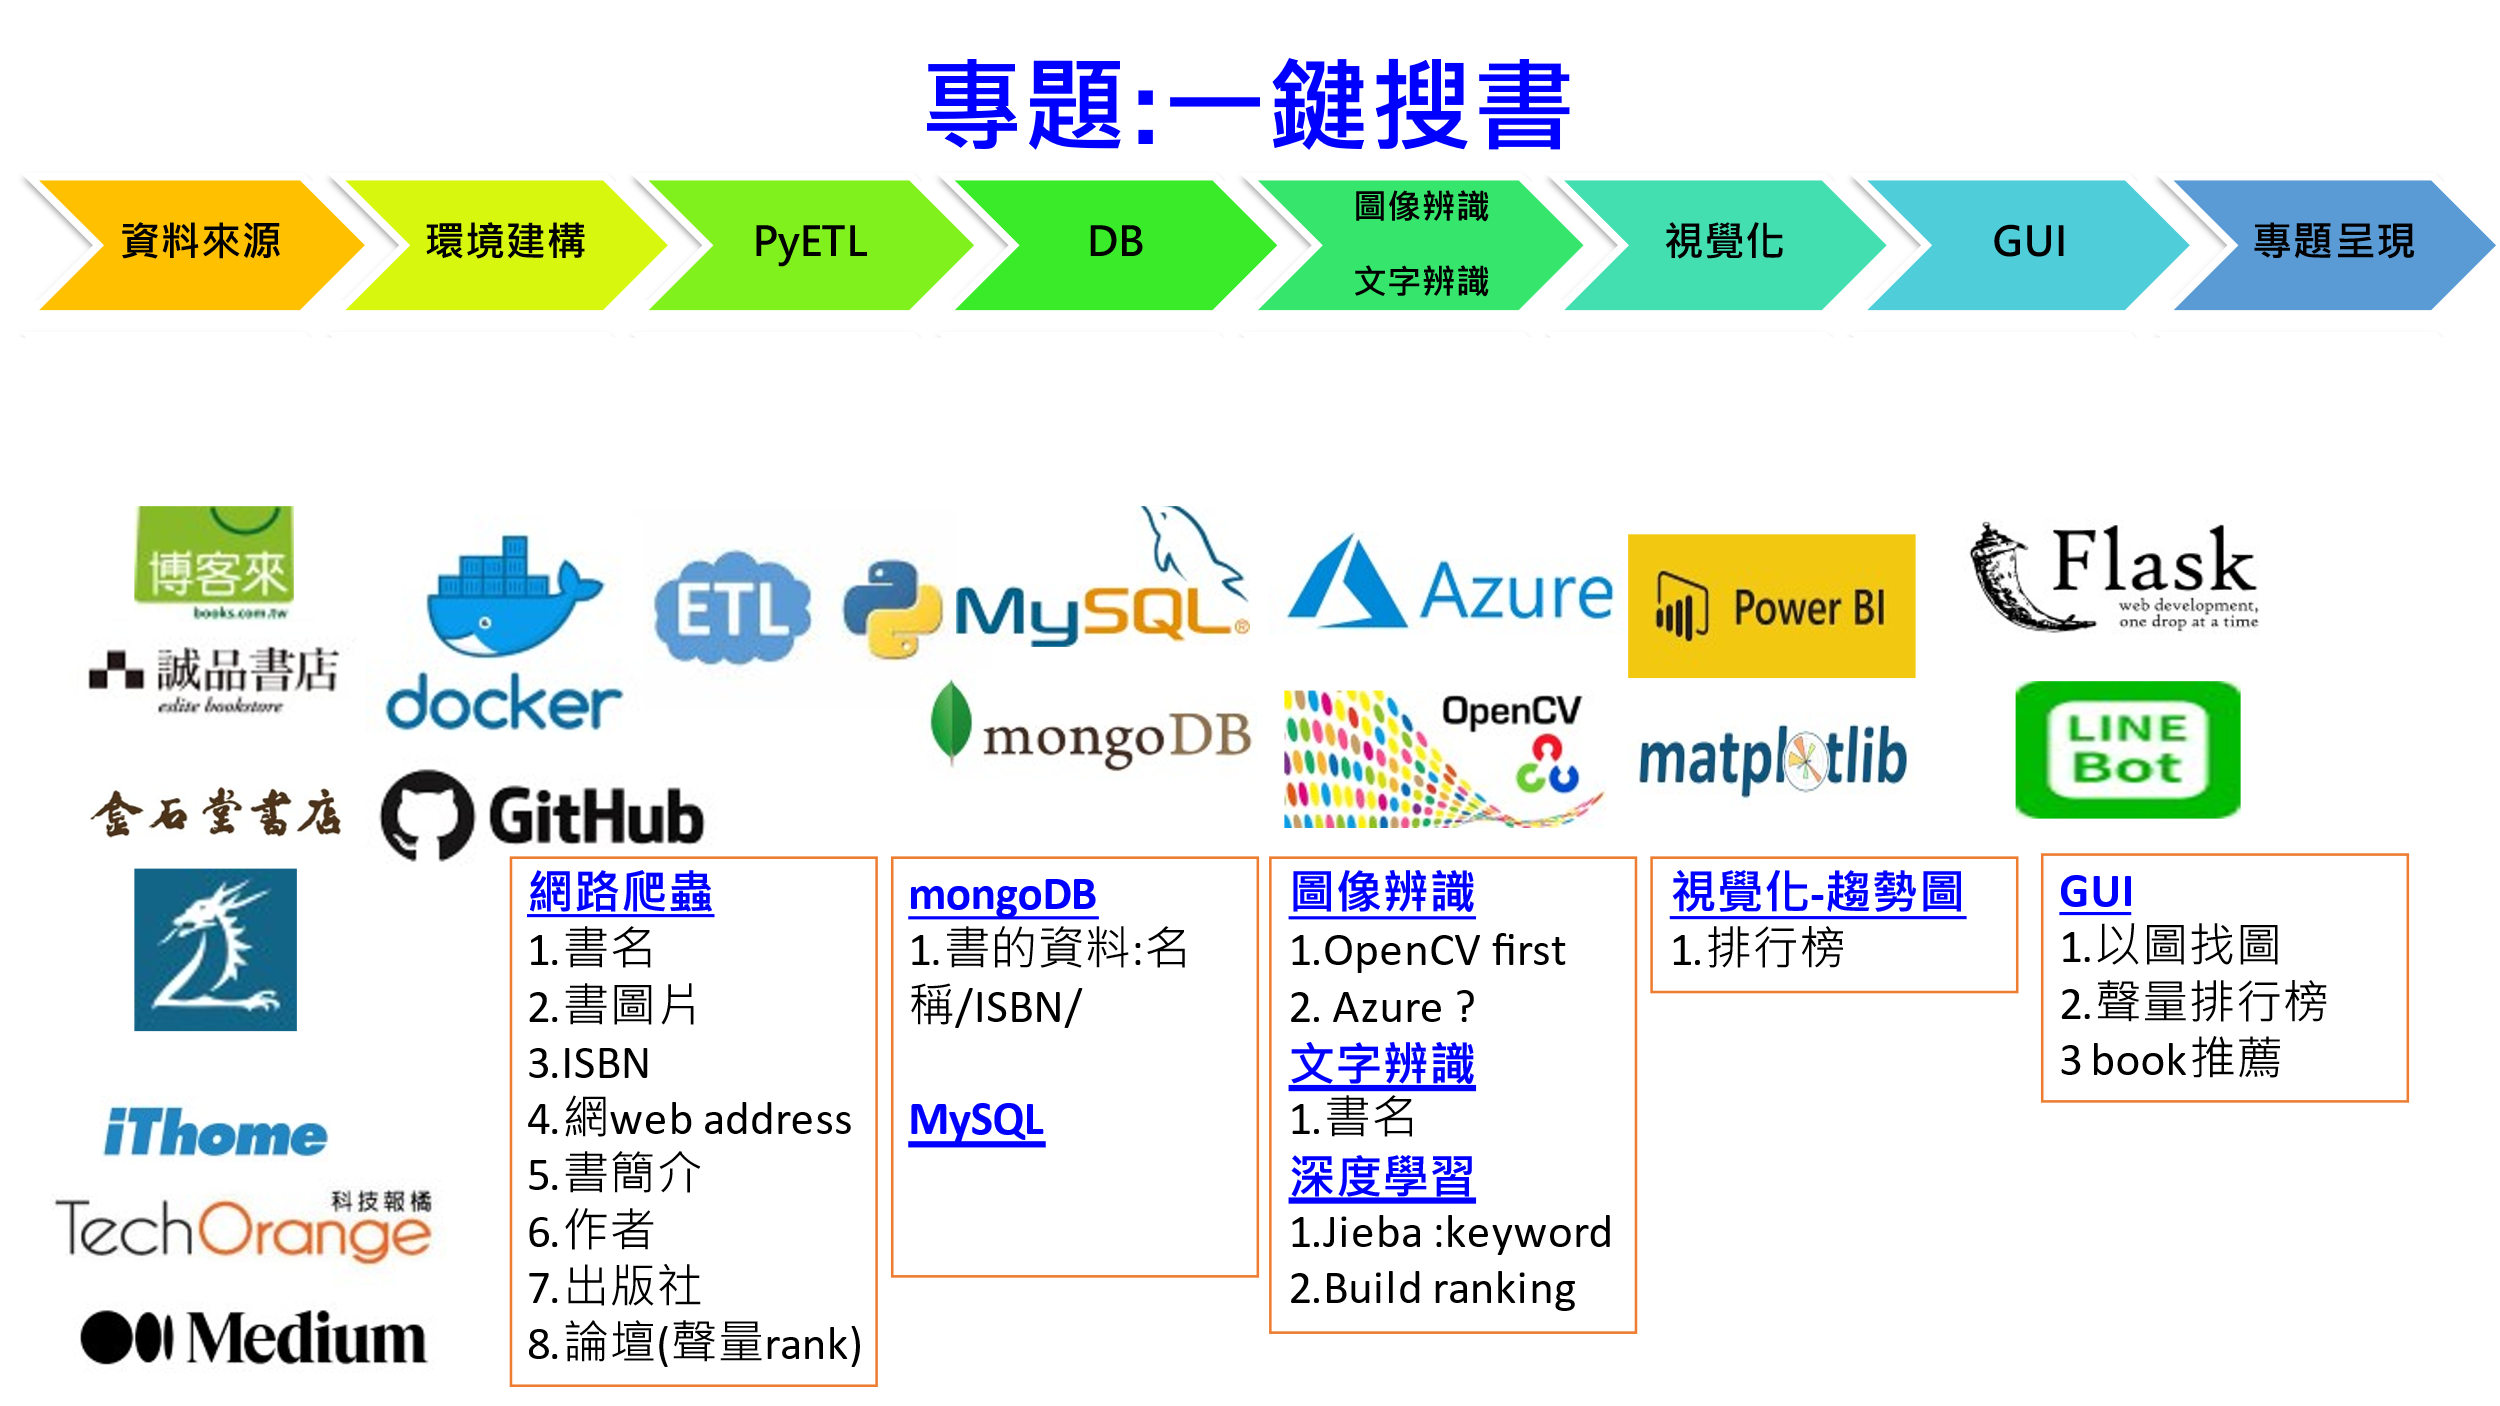 專題:一鍵搜書
資料來源
環境建構
PyETL
DB
圖像辨識
文字辨識
視覺化
GUI
專題呈現
博客來
books.com.tw
誠品書店
eslite bookstore
金石堂書店
iThome
科技報橘
TechOrange
Medium
docker
GitHub
ETL
MySQL®
mongoDB
Azure
OpenCV
Power BI
matplotlib
Flask
web development,
one drop at a time
LINE
Bot
網路爬蟲
1.書名
2.書圖片
3.ISBN
4.網web address
5.書簡介
6.作者
7.出版社
8.論壇(聲量rank)
mongoDB
1.書的資料:名
稱/ISBN/
MySQL
圖像辨識
1.OpenCV first
2. Azure ?
文字辨識
1.書名
深度學習
1.Jieba :keyword
2.Build ranking
視覺化-趨勢圖
1.排行榜
GUI
1.以圖找圖
2.聲量排行榜
3 book推薦